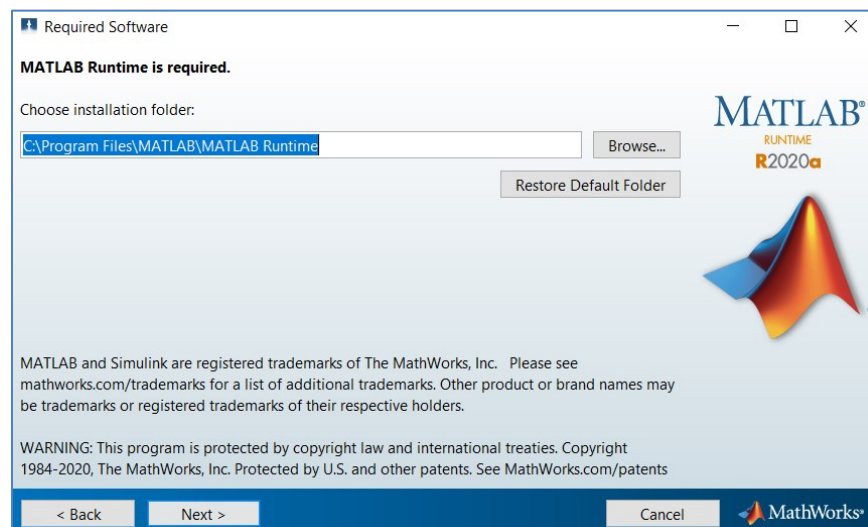 Required Software
MATLAB Runtime is required.
Choose installation folder:
C:\Program Files\MATLAB\MATLAB Runtime
Browse...
Restore Default Folder
MATLAB®
RUNTIME
R2020a
MATLAB and Simulink are registered trademarks of The MathWorks, Inc.   Please see
mathworks.com/trademarks for a list of additional trademarks. Other product or brand names may
be trademarks or registered trademarks of their respective holders.
WARNING: This program is protected by copyright law and international treaties. Copyright
1984-2020, The MathWorks, Inc. Protected by U.S. and other patents. See MathWorks.com/patents
< Back
Next >
Cancel
MathWorks®